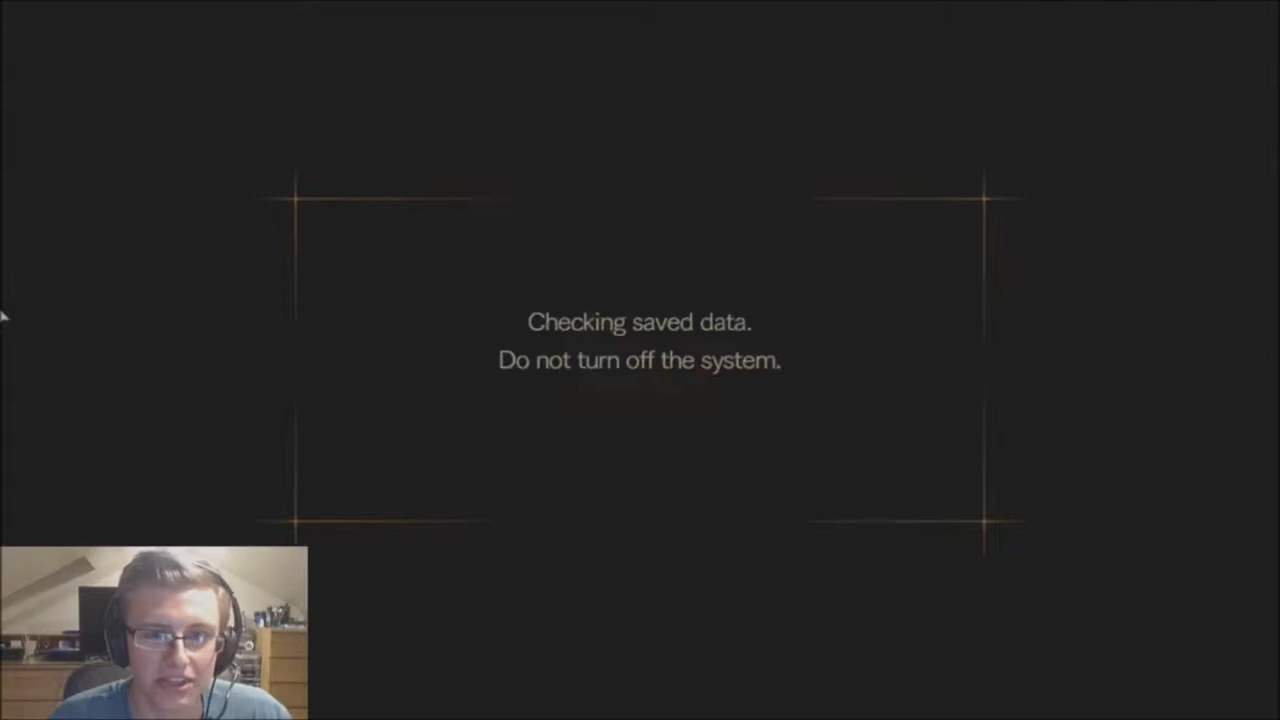 Checking saved data.
Do not turn off the system.